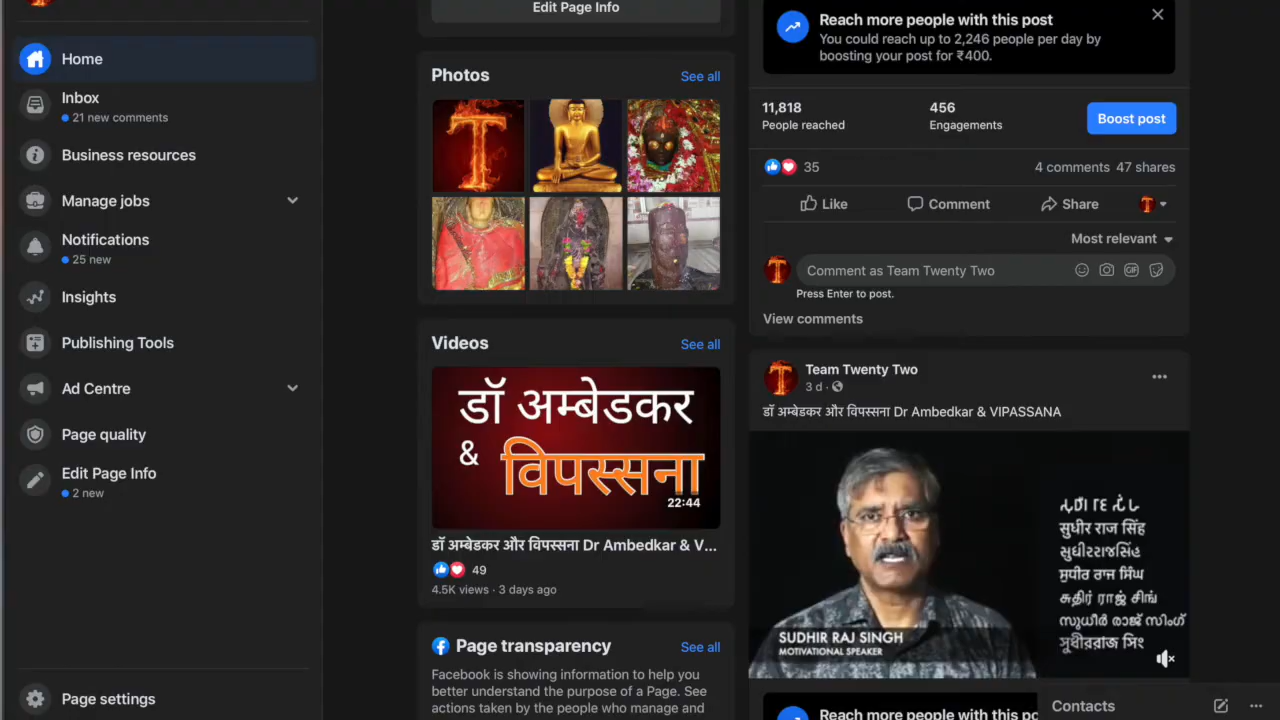 Home
Inbox
21 new comments
Business resources
Manage jobs
Notifications
25 new
Insights
Publishing Tools
Ad Centre
Page quality
Edit Page Info
2 new
Page settings
Edit Page Info
Photos
See all
Videos
See all
डॉ अम्बेडकर
&
विपस्सना
22:44
डॉ अम्बेडकर और विपस्सना Dr Ambedkar & V...
49
4.5K views · 3 days ago
Page transparency
See all
Facebook is showing information to help you
better understand the purpose of a Page. See
actions taken by the people who manage and
Reach more people with this post
You could reach up to 2,246 people per day by
boosting your post for ₹400.
11,818
People reached
456
Engagements
Boost post
35
4 comments 47 shares
Like
Comment
Share
Most relevant
Comment as Team Twenty Two
GIF
Press Enter to post.
View comments
Team Twenty Two
3 d ·
डॉ अम्बेडकर और विपस्सना Dr Ambedkar & VIPASSANA
सुधीर राज सिंह
SUDHIR RAJ SINGH
MOTIVATIONAL SPEAKER
Reach more people with this po
Contacts